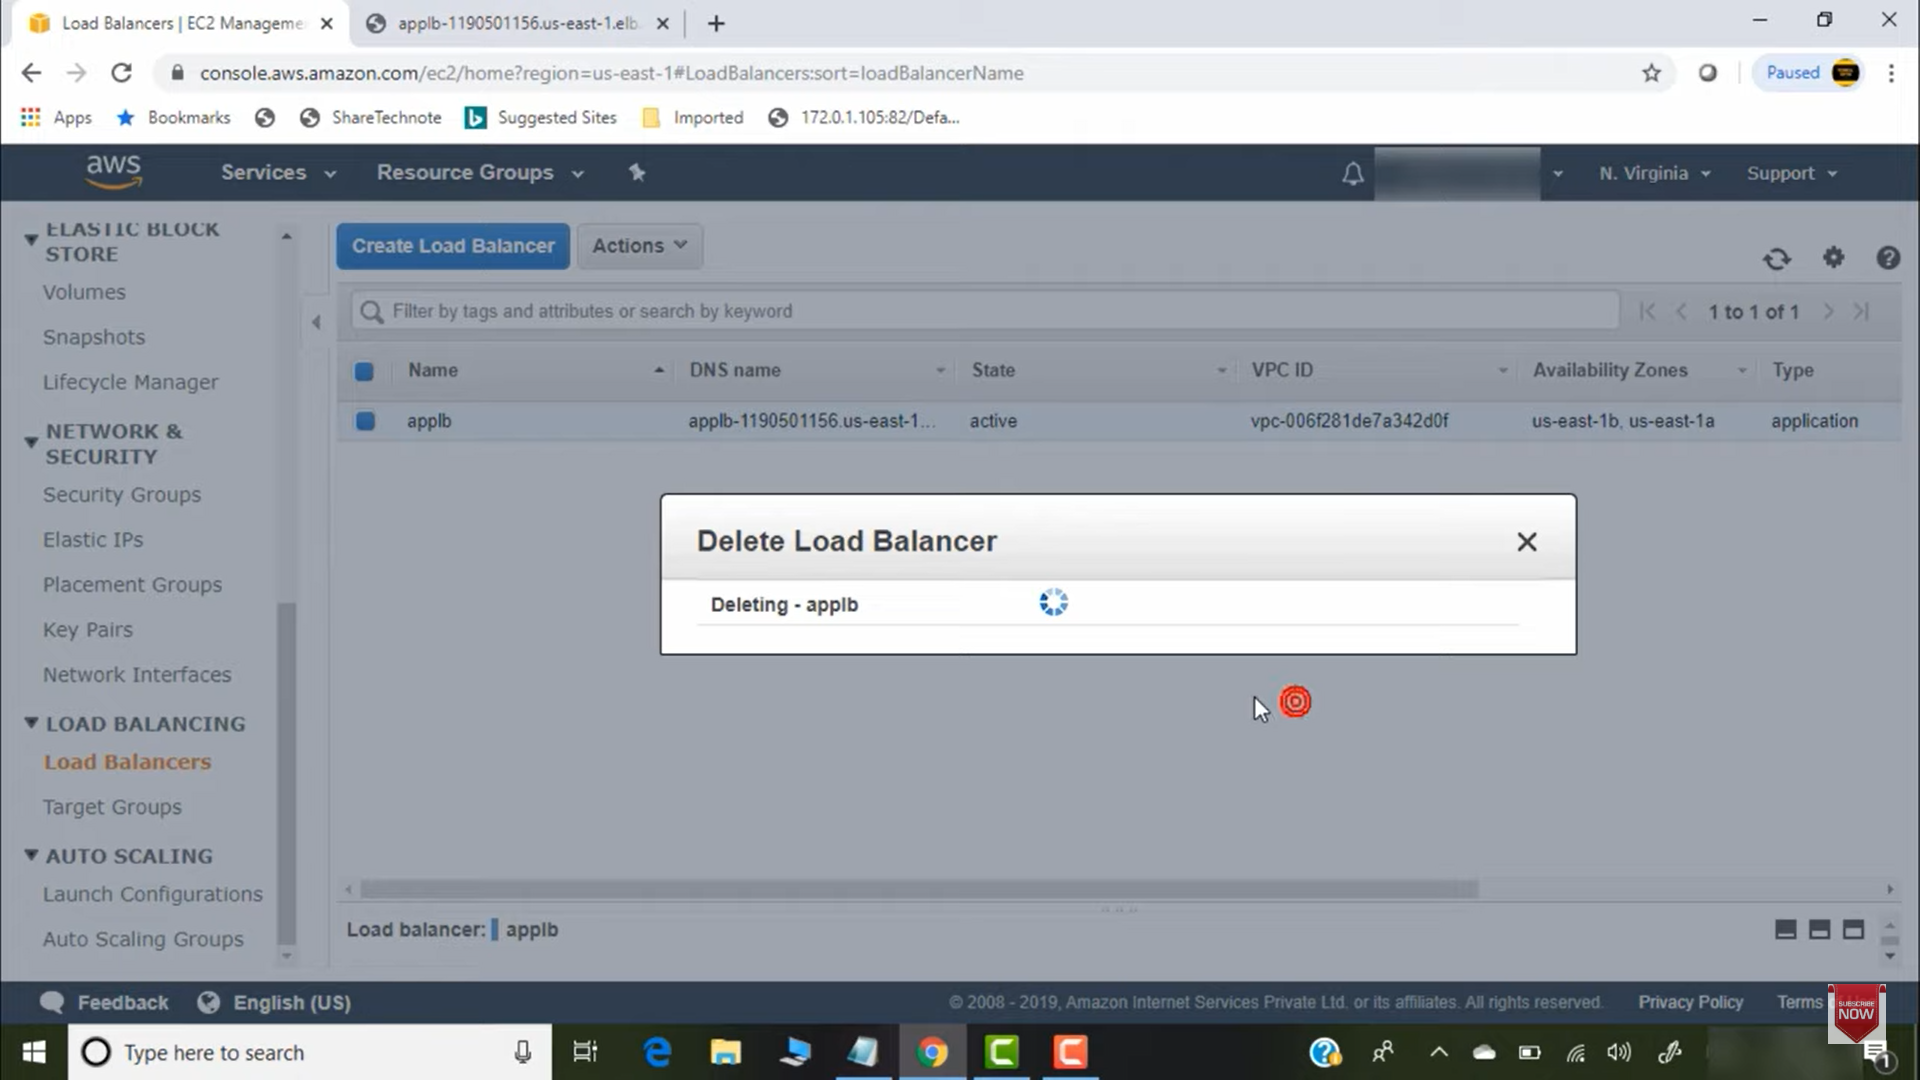 Load Balancers | EC2 Manageme
applb-1190501156.us-east-1.elb.
console.aws.amazon.com/ec2/home?region=us-east-1#LoadBalancers:sort=loadBalancerName
Paused
Apps
Bookmarks
ShareTechnote
Suggested Sites
Imported
172.0.1.105:82/Defa...
aws
Services
Resource Groups
N. Virginia
Support
ELASTIC BLOCK
STORE
Volumes
Snapshots
Lifecycle Manager
NETWORK &
SECURITY
Security Groups
Elastic IPs
Placement Groups
Key Pairs
Network Interfaces
LOAD BALANCING
Load Balancers
Target Groups
AUTO SCALING
Launch Configurations
Auto Scaling Groups
Create Load Balancer
Actions
Filter by tags and attributes or search by keyword
1 to 1 of 1
Name DNS name State VPC ID Availability Zones Type
applb applb-1190501156.us-east-1... active vpc-006f281de7a342d0f us-east-1b, us-east-1a application
Delete Load Balancer
Deleting - applb
Load balancer: applb
Feedback
English (US)
© 2008 - 2019, Amazon Internet Services Private Ltd. or its affiliates. All rights reserved.
Privacy Policy
Terms
SUBSCRIBE
NOW
Type here to search
1